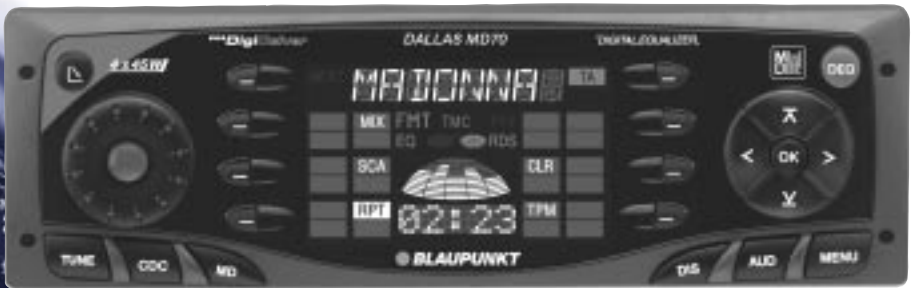 DigiCeiver DALLAS MD70 DIGITAL EQUALIZER
4 x 45W
MADONNA TA
DEQ
MIX FMT TMC
EQ RDS
SCA CLR
OK
RPT 02:23 TPM
BLAUPUNKT
TUNE CDC MD DIS AUD MENU